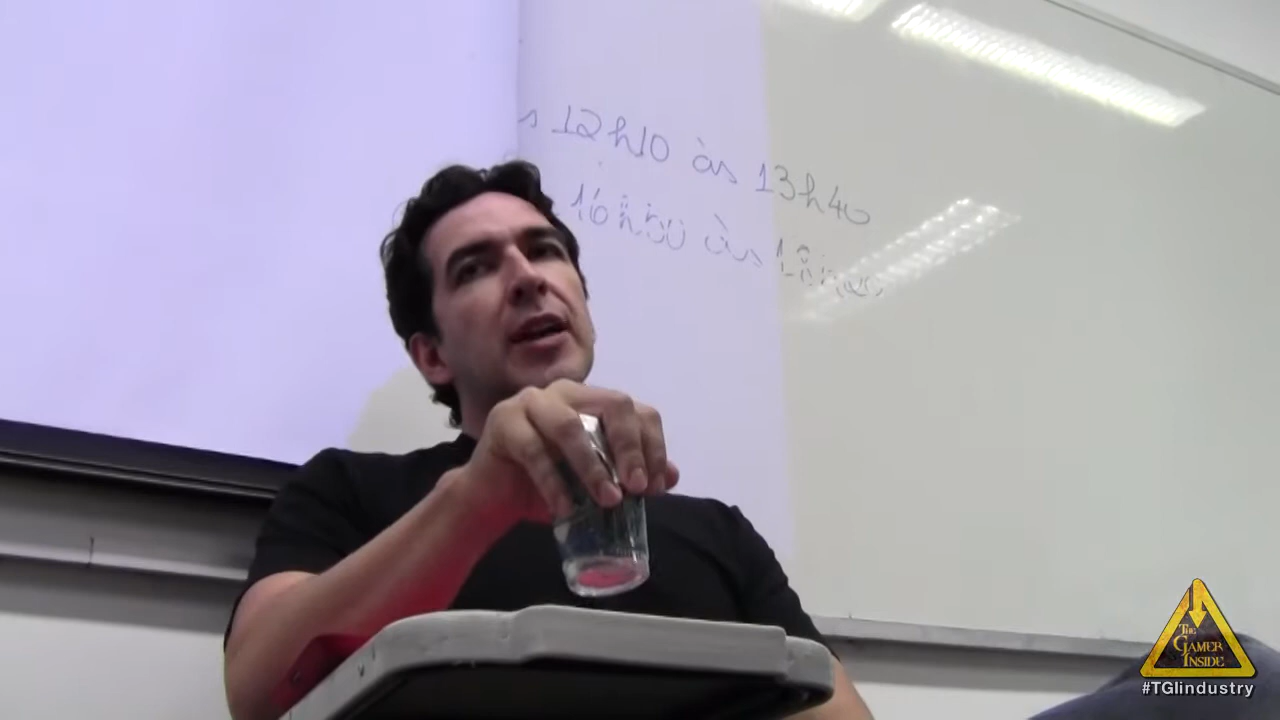 12h10 às 13h40
16h50 às
THE
GAMER
INSIDE
#TGIindustry